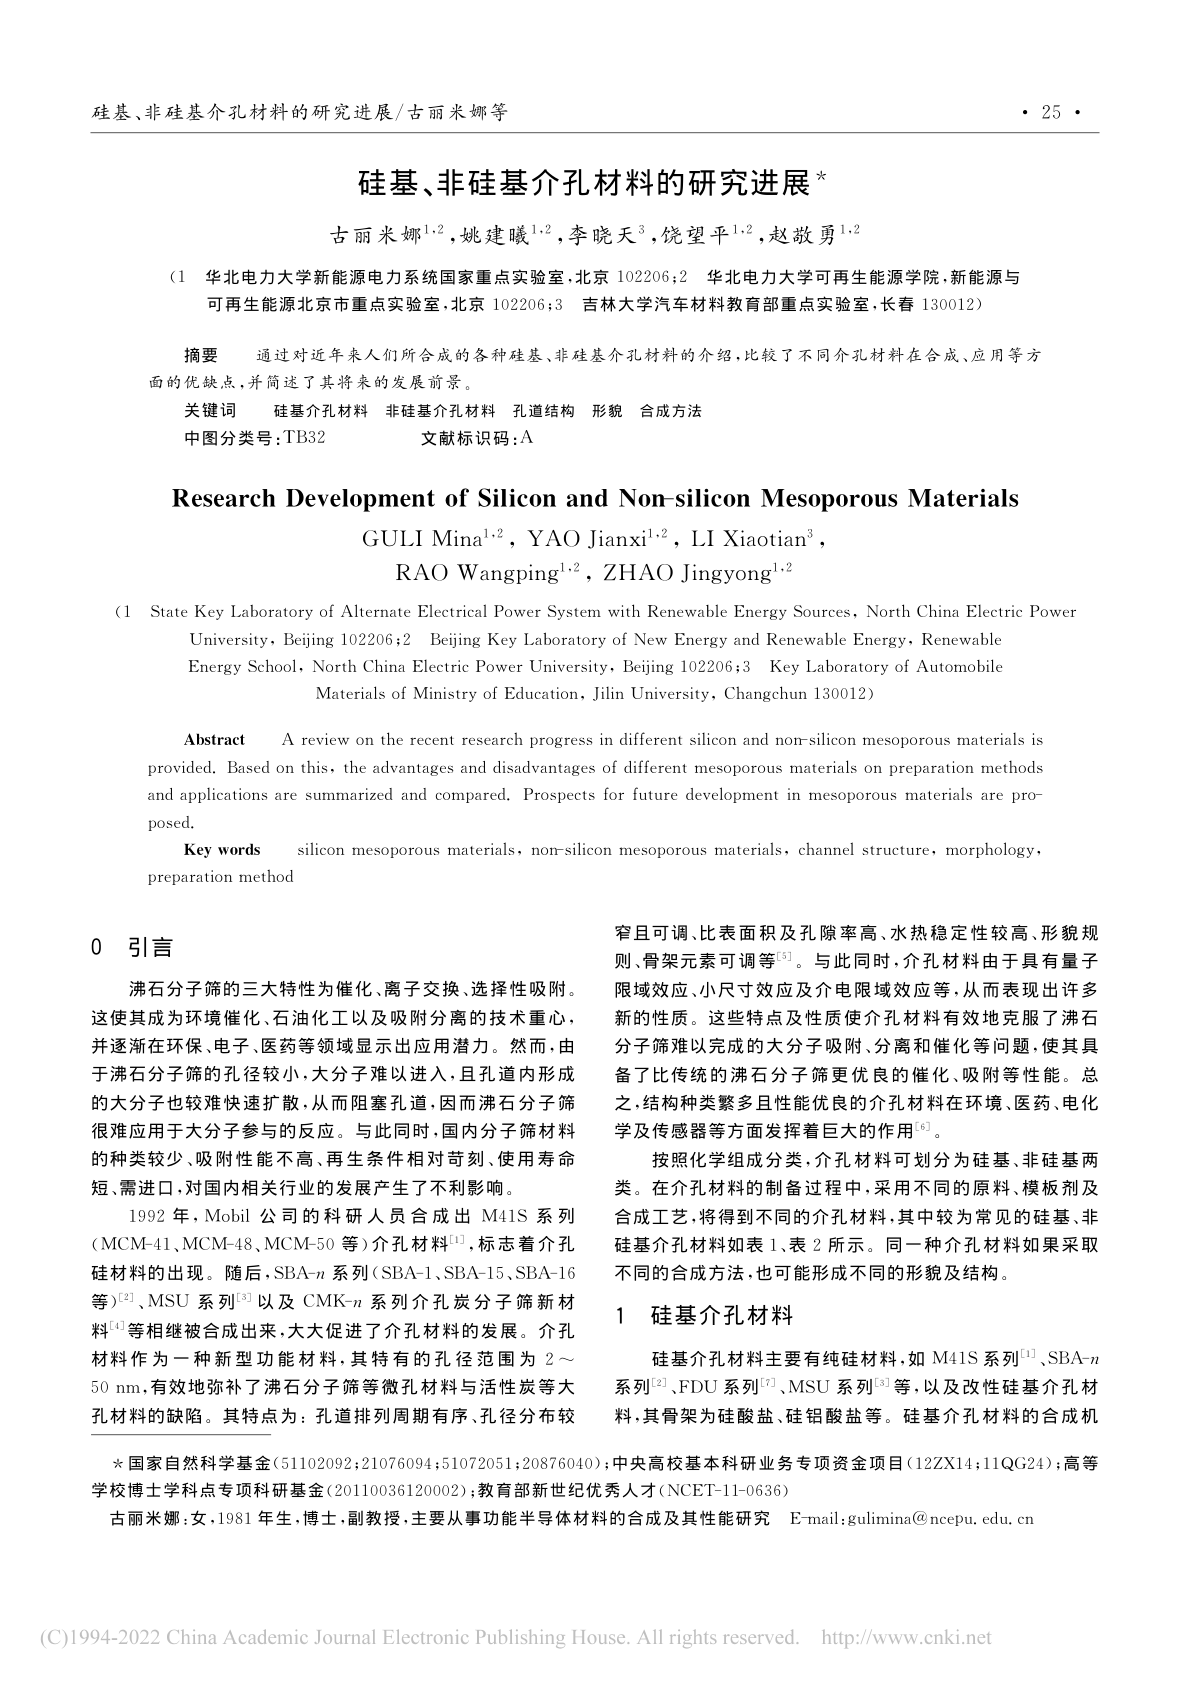 硅基、非硅基介孔材料的研究进展/古丽米娜等 · 25 ·
硅基、非硅基介孔材料的研究进展*
古丽米娜1,2,姚建曦1,2,李晓天3,饶望平1,2,赵敬勇1,2
(1 华北电力大学新能源电力系统国家重点实验室,北京 102206;2 华北电力大学可再生能源学院,新能源与
可再生能源北京市重点实验室,北京 102206;3 吉林大学汽车材料教育部重点实验室,长春 130012)
摘要 通过对近年来人们所合成的各种硅基、非硅基介孔材料的介绍,比较了不同介孔材料在合成、应用等方
面的优缺点,并简述了其将来的发展前景。
关键词 硅基介孔材料 非硅基介孔材料 孔道结构 形貌 合成方法
中图分类号:TB32 文献标识码:A
Research Development of Silicon and Non-silicon Mesoporous Materials
GULI Mina1,2, YAO Jianxi1,2, LI Xiaotian3,
RAO Wangping1,2, ZHAO Jingyong1,2
(1 State Key Laboratory of Alternate Electrical Power System with Renewable Energy Sources, North China Electric Power
University, Beijing 102206;2 Beijing Key Laboratory of New Energy and Renewable Energy, Renewable
Energy School, North China Electric Power University, Beijing 102206;3 Key Laboratory of Automobile
Materials of Ministry of Education, Jilin University, Changchun 130012)
Abstract A review on the recent research progress in different silicon and non-silicon mesoporous materials is
provided. Based on this, the advantages and disadvantages of different mesoporous materials on preparation methods
and applications are summarized and compared. Prospects for future development in mesoporous materials are pro-
posed.
Key words silicon mesoporous materials, non-silicon mesoporous materials, channel structure, morphology,
preparation method
0 引言
沸石分子筛的三大特性为催化、离子交换、选择性吸附。
这使其成为环境催化、石油化工以及吸附分离的技术重心,
并逐渐在环保、电子、医药等领域显示出应用潜力。然而,由
于沸石分子筛的孔径较小,大分子难以进入,且孔道内形成
的大分子也较难快速扩散,从而阻塞孔道,因而沸石分子筛
很难应用于大分子参与的反应。与此同时,国内分子筛材料
的种类较少、吸附性能不高、再生条件相对苛刻、使用寿命
短、需进口,对国内相关行业的发展产生了不利影响。
1992 年,Mobil 公司的科研人员合成出 M41S 系列
(MCM-41、MCM-48、MCM-50 等)介孔材料[1],标志着介孔
硅材料的出现。随后,SBA-n 系列(SBA-1、SBA-15、SBA-16
等)[2]、MSU 系列[3]以及 CMK-n 系列介孔炭分子筛新材
料[4]等相继被合成出来,大大促进了介孔材料的发展。介孔
材料作为一种新型功能材料,其特有的孔径范围为 2～
50 nm,有效地弥补了沸石分子筛等微孔材料与活性炭等大
孔材料的缺陷。其特点为:孔道排列周期有序、孔径分布较
窄且可调、比表面积及孔隙率高、水热稳定性较高、形貌规
则、骨架元素可调等[5]。与此同时,介孔材料由于具有量子
限域效应、小尺寸效应及介电限域效应等,从而表现出许多
新的性质。这些特点及性质使介孔材料有效地克服了沸石
分子筛难以完成的大分子吸附、分离和催化等问题,使其具
备了比传统的沸石分子筛更优良的催化、吸附等性能。总
之,结构种类繁多且性能优良的介孔材料在环境、医药、电化
学及传感器等方面发挥着巨大的作用[6]。
按照化学组成分类,介孔材料可划分为硅基、非硅基两
类。在介孔材料的制备过程中,采用不同的原料、模板剂及
合成工艺,将得到不同的介孔材料,其中较为常见的硅基、非
硅基介孔材料如表 1、表 2 所示。同一种介孔材料如果采取
不同的合成方法,也可能形成不同的形貌及结构。
1 硅基介孔材料
硅基介孔材料主要有纯硅材料,如 M41S 系列[1]、SBA-n
系列[2]、FDU 系列[7]、MSU 系列[3]等,以及改性硅基介孔材
料,其骨架为硅酸盐、硅铝酸盐等。硅基介孔材料的合成机
*国家自然科学基金(51102092;21076094;51072051;20876040);中央高校基本科研业务专项资金项目(12ZX14;11QG24);高等
学校博士学科点专项科研基金(20110036120002);教育部新世纪优秀人才(NCET-11-0636)
古丽米娜:女,1981 年生,博士,副教授,主要从事功能半导体材料的合成及其性能研究 E-mail:gulimina@ncepu.edu.cn
(C)1994-2022 China Academic Journal Electronic Publishing House. All rights reserved. http://www.cnki.net